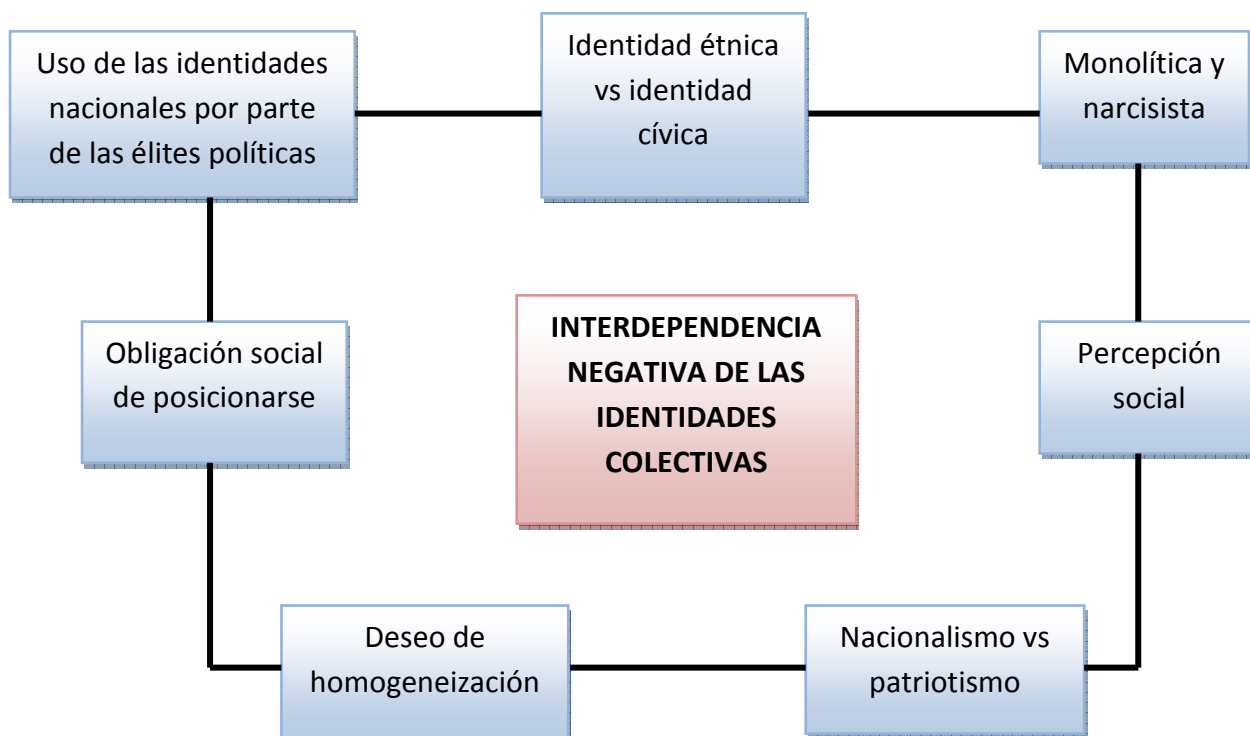 Uso de las identidades
nacionales por parte
de las élites políticas
Identidad étnica
vs identidad
cívica
Monolítica y
narcisista
Obligación social
de posicionarse
INTERDEPENDENCIA
NEGATIVA DE LAS
IDENTIDADES
COLECTIVAS
Percepción
social
Deseo de
homogeneización
Nacionalismo vs
patriotismo